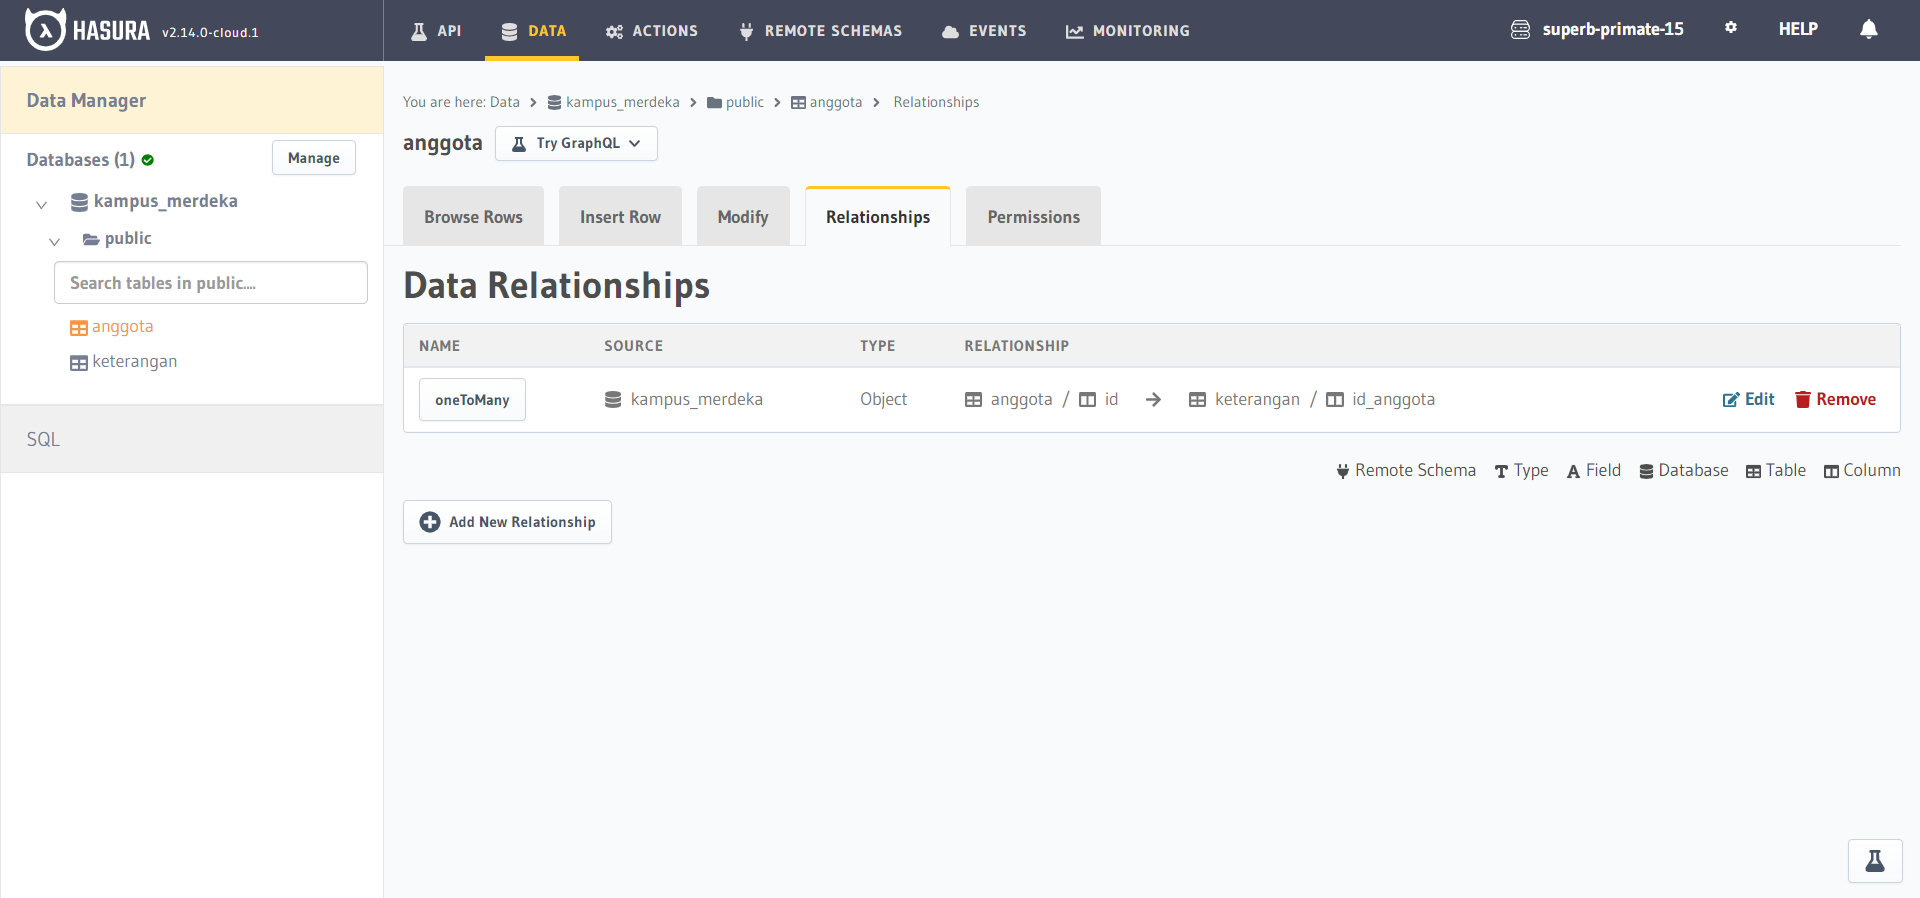 HASURA v2.14.0-cloud.1 API DATA ACTIONS REMOTE SCHEMAS EVENTS MONITORING superb-primate-15 HELP
Data Manager
Databases (1) Manage
kampus_merdeka
public
Search tables in public....
anggota
keterangan
SQL
You are here: Data > kampus_merdeka > public > anggota > Relationships
anggota Try GraphQL
Browse Rows Insert Row Modify Relationships Permissions
Data Relationships
NAME SOURCE TYPE RELATIONSHIP
oneToMany kampus_merdeka Object anggota / id → keterangan / id_anggota Edit Remove
Remote Schema Type Field Database Table Column
Add New Relationship